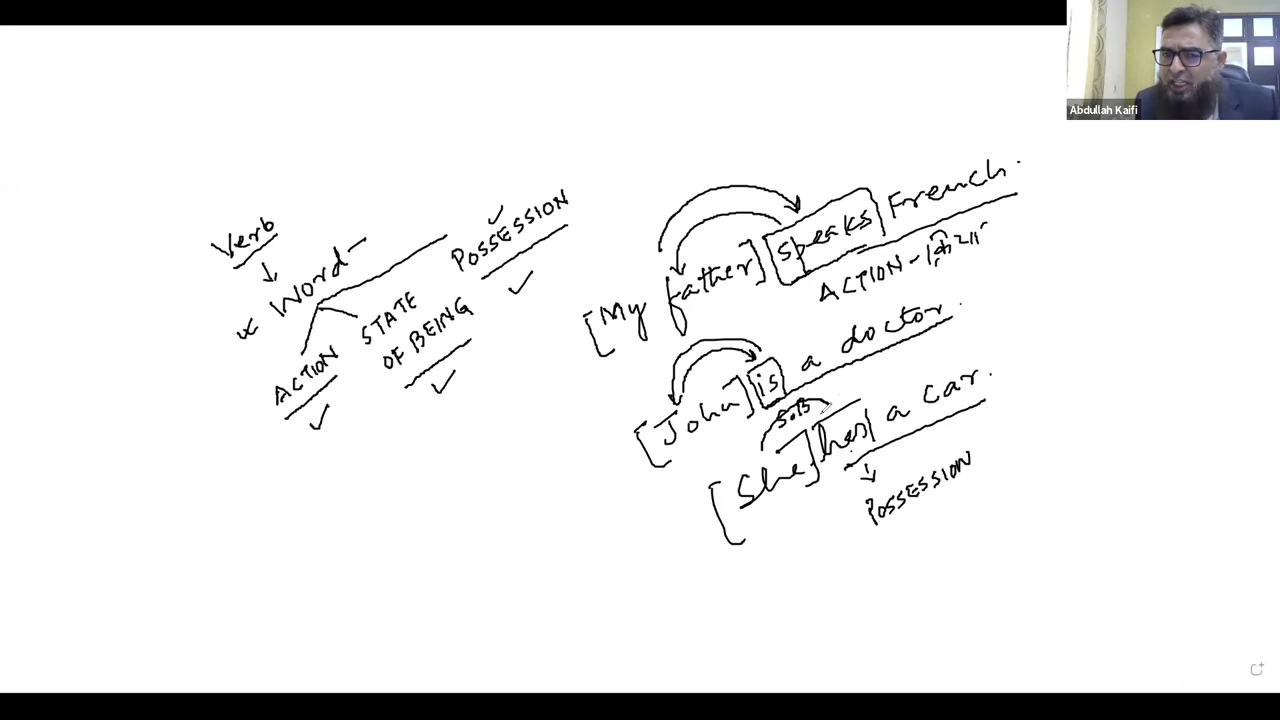 Verb
Word
ACTION
STATE
OF BEING
POSSESSION
[My father] speaks French.
ACTION -
[John] is a doctor.
S.O.B
[She] has a car.
POSSESSION
Abdullah Kaifi